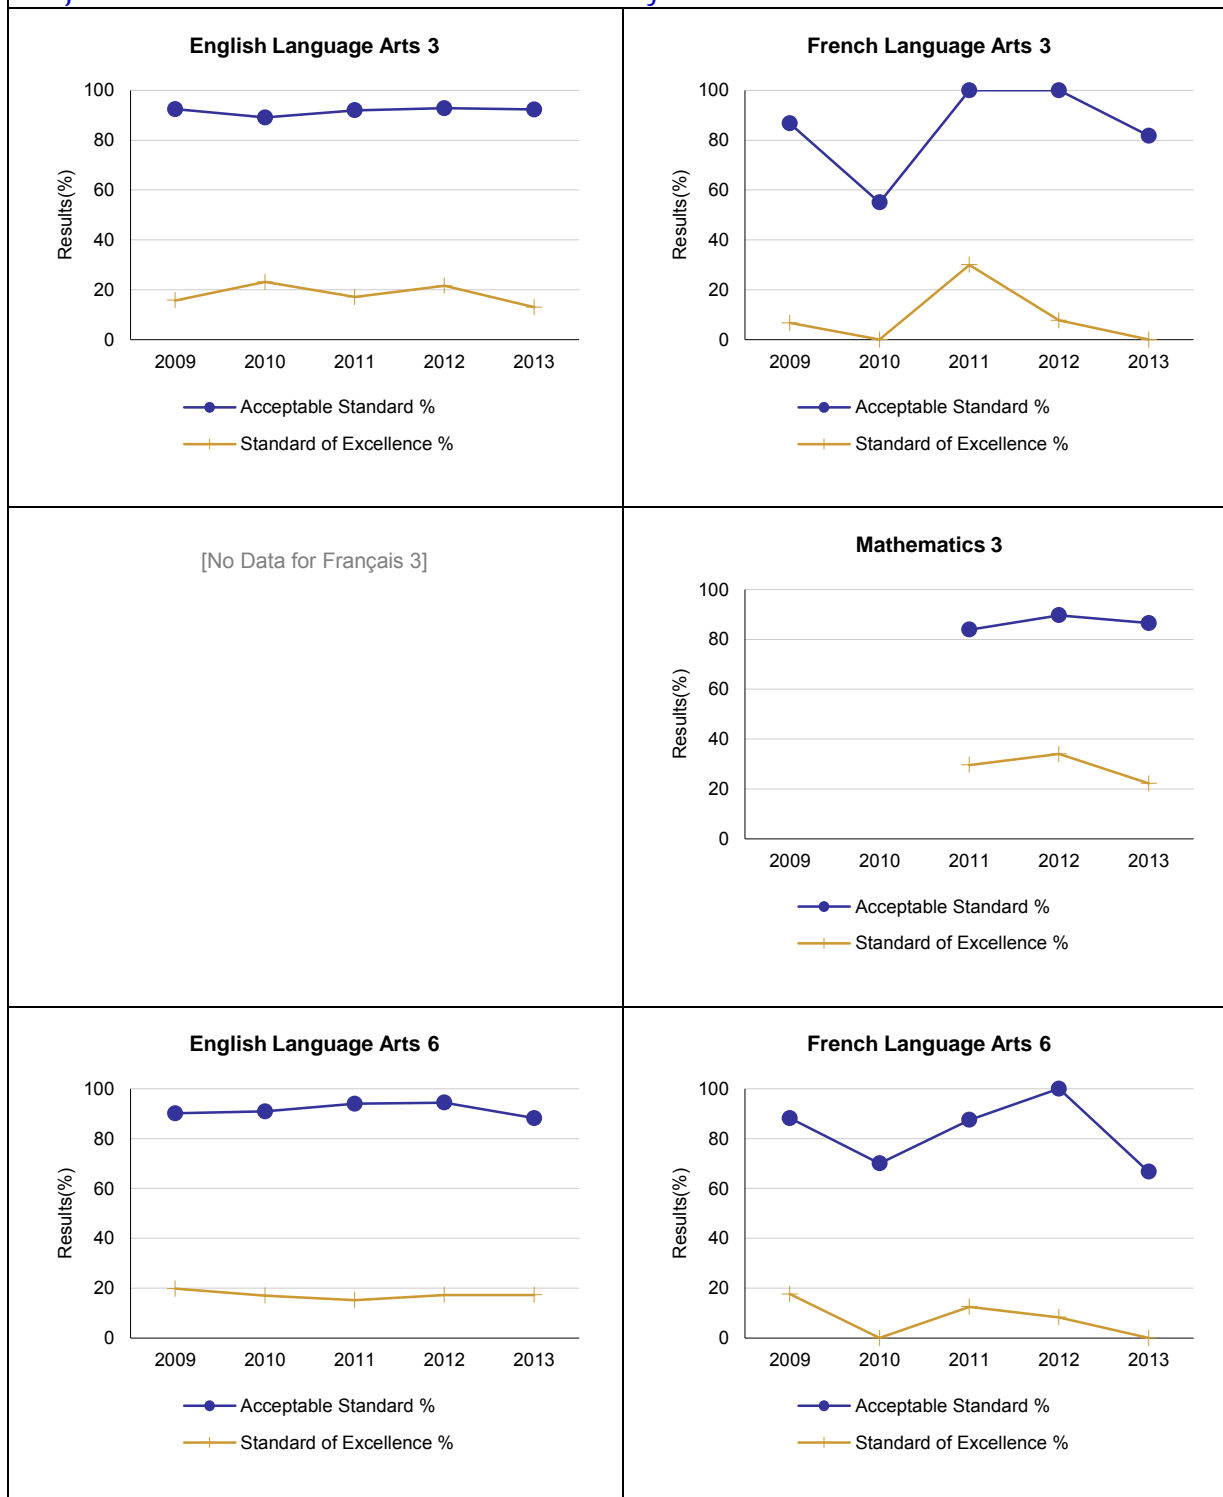 English Language Arts 3
100
80
60
40
20
0
Results(%)
2009 2010 2011 2012 2013
Acceptable Standard %
Standard of Excellence %
French Language Arts 3
100
80
60
40
20
0
Results(%)
2009 2010 2011 2012 2013
Acceptable Standard %
Standard of Excellence %
[No Data for Français 3]
Mathematics 3
100
80
60
40
20
0
Results(%)
2009 2010 2011 2012 2013
Acceptable Standard %
Standard of Excellence %
English Language Arts 6
100
80
60
40
20
0
Results(%)
2009 2010 2011 2012 2013
Acceptable Standard %
Standard of Excellence %
French Language Arts 6
100
80
60
40
20
0
Results(%)
2009 2010 2011 2012 2013
Acceptable Standard %
Standard of Excellence %